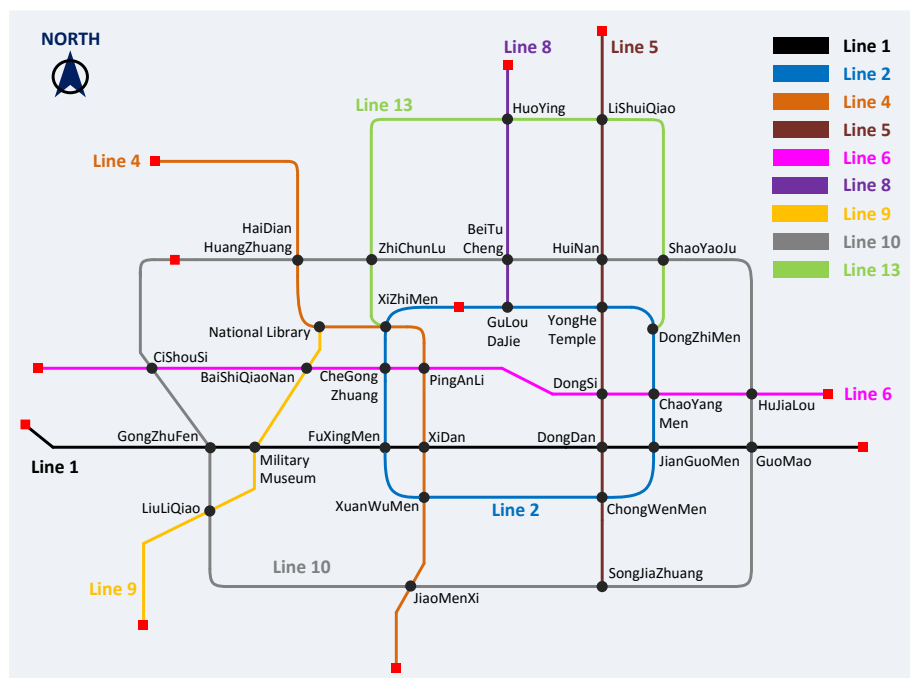 NORTH
Line 8
Line 5
Line 1
Line 2
Line 4
Line 5
Line 6
Line 8
Line 9
Line 10
Line 13
Line 13
HuoYing
LiShuiQiao
Line 4
HaiDian
HuangZhuang
ZhiChunLu
BeiTu
Cheng
HuiNan
ShaoYaoJu
XiZhiMen
National Library
GuLou
DaJie
YongHe
Temple
DongZhiMen
CiShouSi
BaiShiQiaoNan
CheGong
Zhuang
PingAnLi
DongSi
ChaoYang
Men
HuJiaLou
Line 6
GongZhuFen
Line 1
Military
Museum
FuXingMen
XiDan
DongDan
JianGuoMen
GuoMao
LiuLiQiao
XuanWuMen
Line 2
ChongWenMen
Line 10
SongJiaZhuang
Line 9
JiaoMenXi